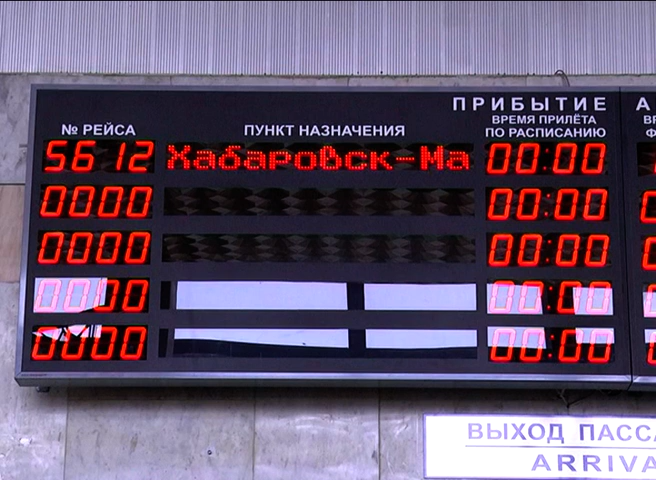 ПРИБЫТИЕ
№ РЕЙСА ПУНКТ НАЗНАЧЕНИЯ ВРЕМЯ ПРИЛЁТА ПО РАСПИСАНИЮ
5612 Хабаровск-Ма 00:00
0000 00:00
0000 00:00
0000 00:00
0000 00:00
ВЫХОД ПАССА
ARRIVA